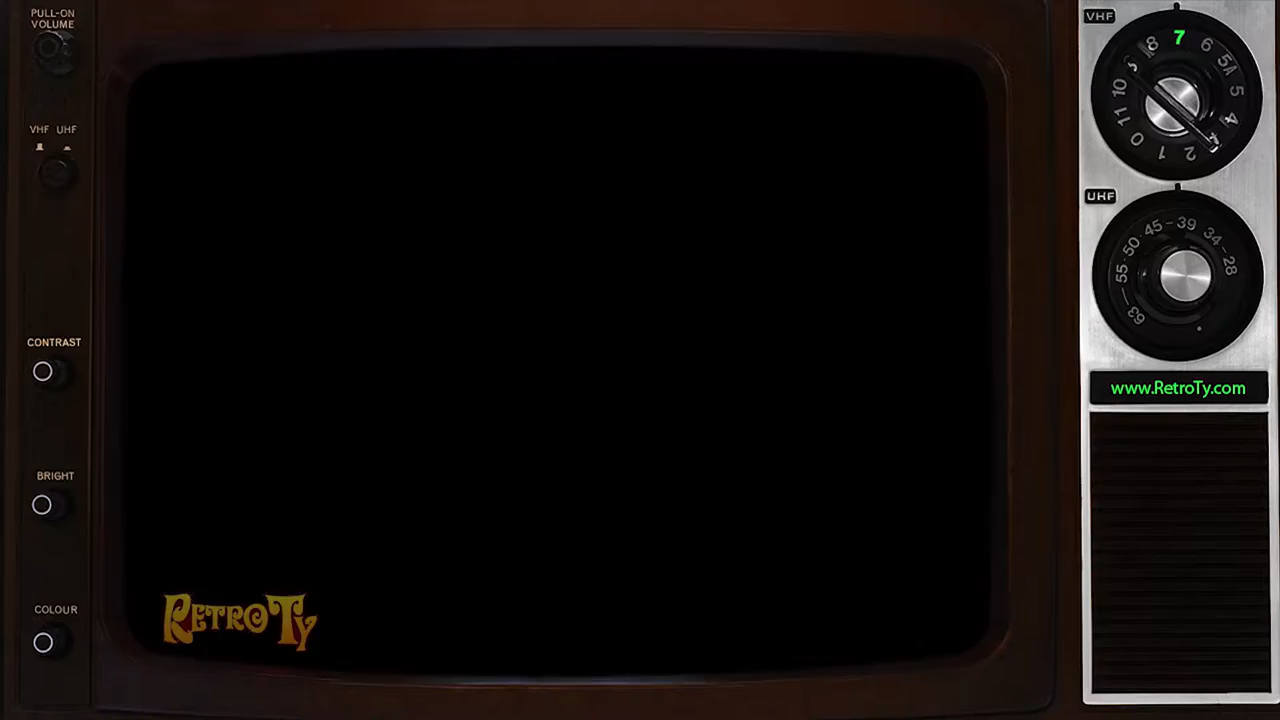 PULL-ON
VOLUME
VHF UHF
CONTRAST
BRIGHT
COLOUR
RETROTY
VHF
0 1 2 4 5 5A 6 7 8 9 10 11
UHF
63 55 50 45 39 34 28
www.RetroTy.com